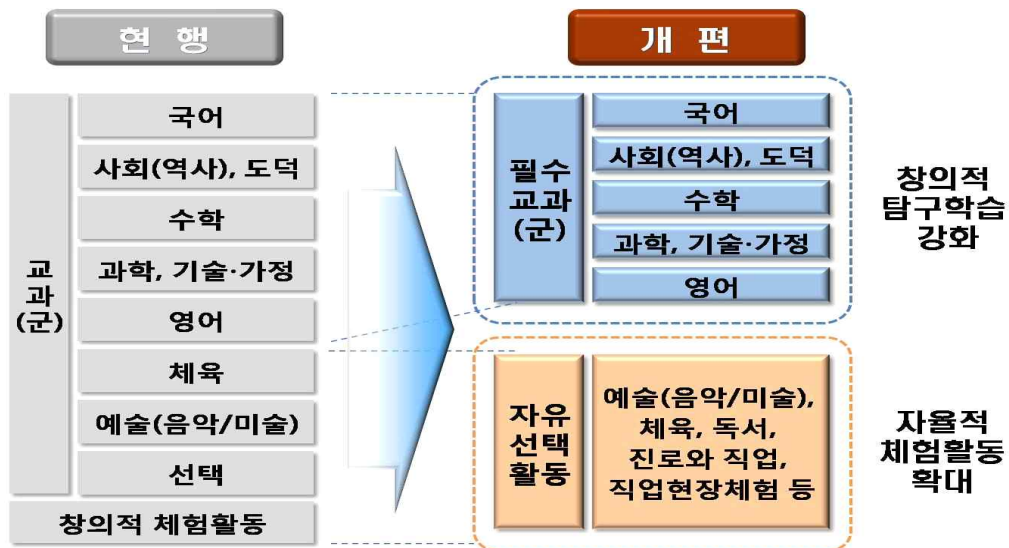 현 행
교
과
(군)
국어
사회(역사), 도덕
수학
과학, 기술·가정
영어
체육
예술(음악/미술)
선택
창의적 체험활동
개 편
필수
교과
(군)
국어
사회(역사), 도덕
수학
과학, 기술·가정
영어
창의적
탐구학습
강화
자유
선택
활동
예술(음악/미술),
체육, 독서,
진로와 직업,
직업현장체험 등
자율적
체험활동
확대